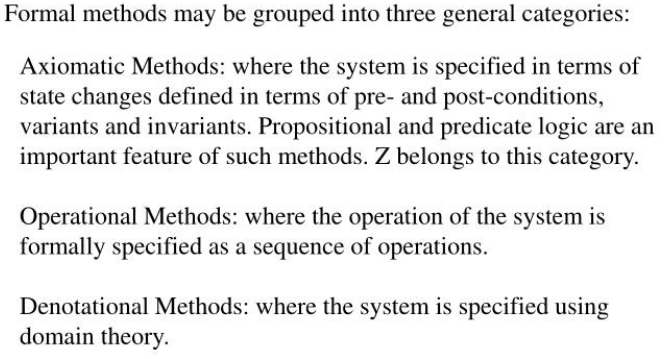 Formal methods may be grouped into three general categories:
Axiomatic Methods: where the system is specified in terms of
state changes defined in terms of pre- and post-conditions,
variants and invariants. Propositional and predicate logic are an
important feature of such methods. Z belongs to this category.
Operational Methods: where the operation of the system is
formally specified as a sequence of operations.
Denotational Methods: where the system is specified using
domain theory.